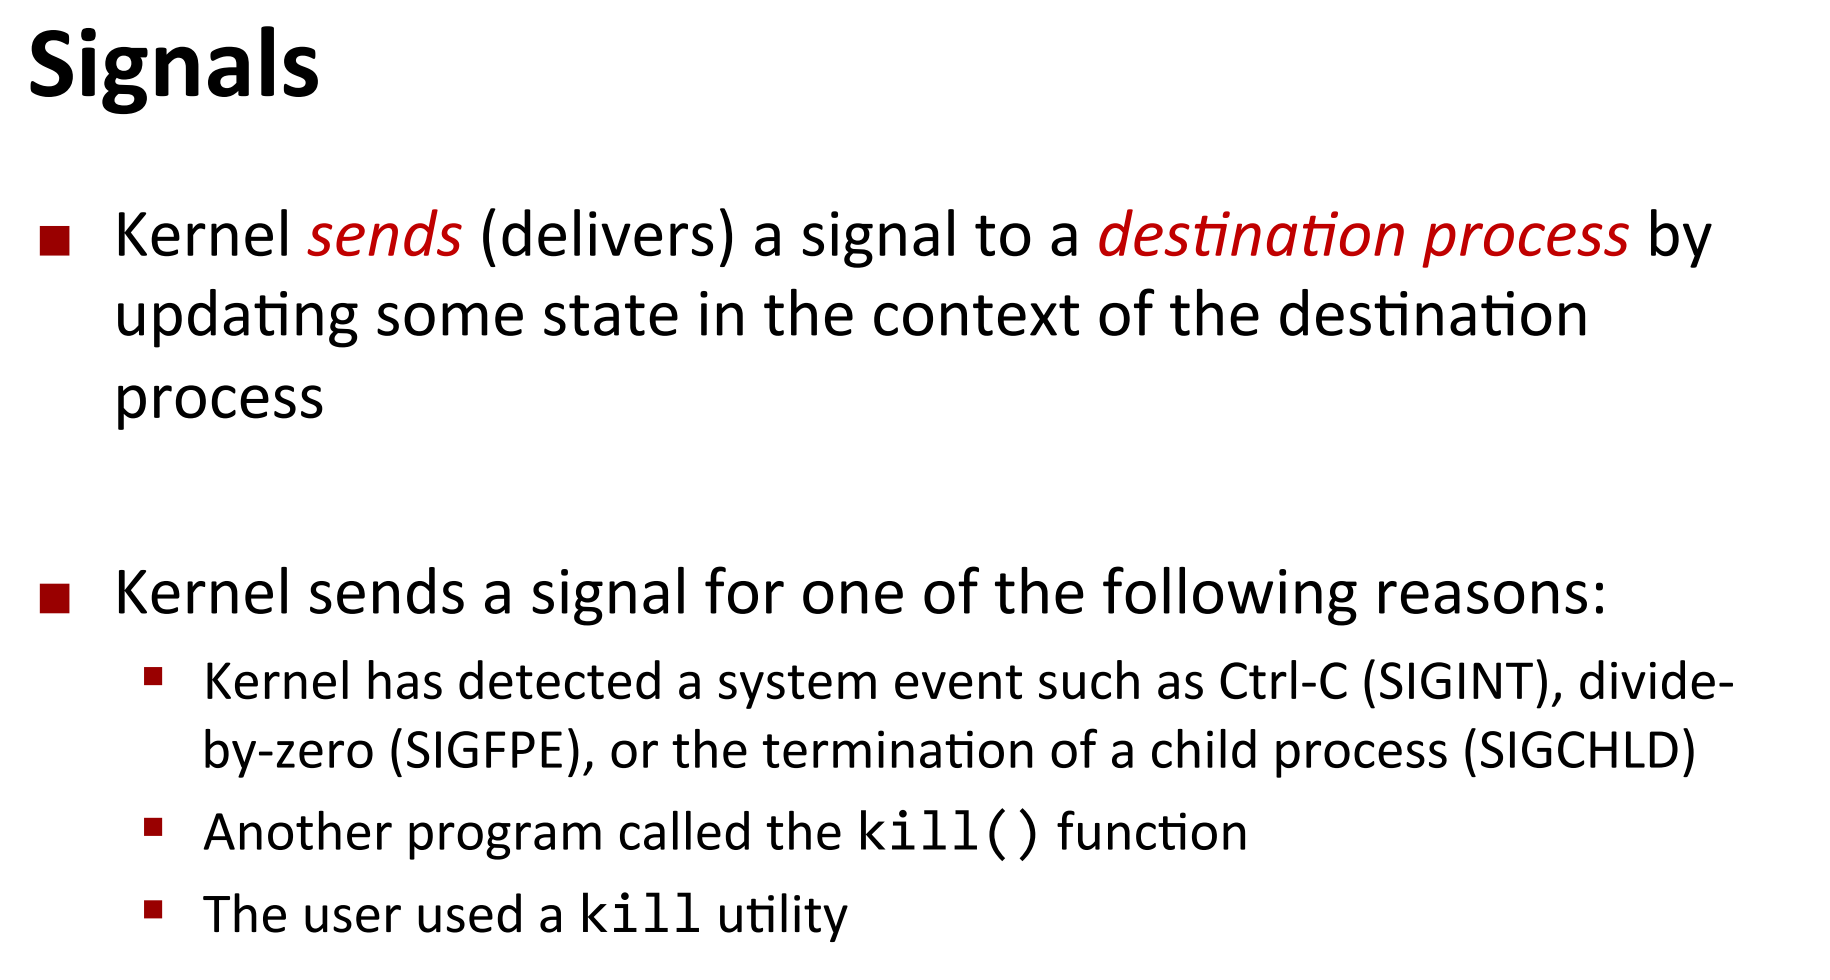 Signals
Kernel sends (delivers) a signal to a destination process by
updating some state in the context of the destination
process
Kernel sends a signal for one of the following reasons:
Kernel has detected a system event such as Ctrl-C (SIGINT), divide-
by-zero (SIGFPE), or the termination of a child process (SIGCHLD)
Another program called the kill() function
The user used a kill utility